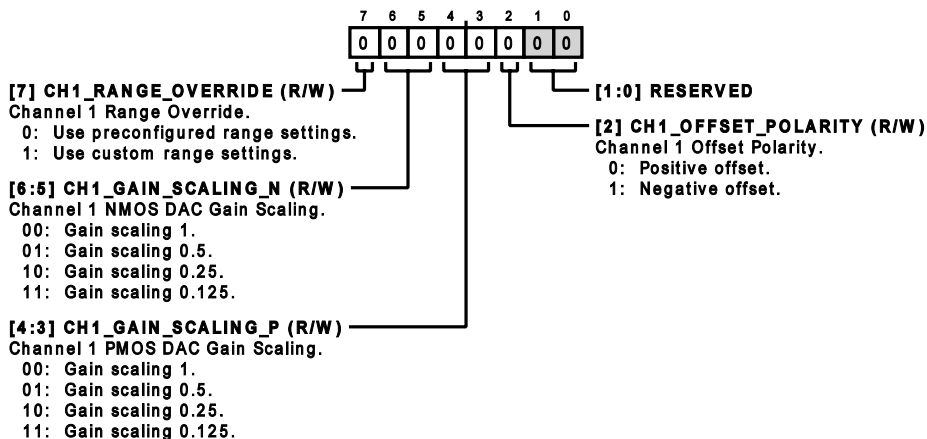 7 6 5 4 3 2 1 0
0 0 0 0 0 0 0 0
[7] CH1_RANGE_OVERRIDE (R/W)
Channel 1 Range Override.
0: Use preconfigured range settings.
1: Use custom range settings.
[6:5] CH1_GAIN_SCALING_N (R/W)
Channel 1 NMOS DAC Gain Scaling.
00: Gain scaling 1.
01: Gain scaling 0.5.
10: Gain scaling 0.25.
11: Gain scaling 0.125.
[4:3] CH1_GAIN_SCALING_P (R/W)
Channel 1 PMOS DAC Gain Scaling.
00: Gain scaling 1.
01: Gain scaling 0.5.
10: Gain scaling 0.25.
11: Gain scaling 0.125.
[1:0] RESERVED
[2] CH1_OFFSET_POLARITY (R/W)
Channel 1 Offset Polarity.
0: Positive offset.
1: Negative offset.